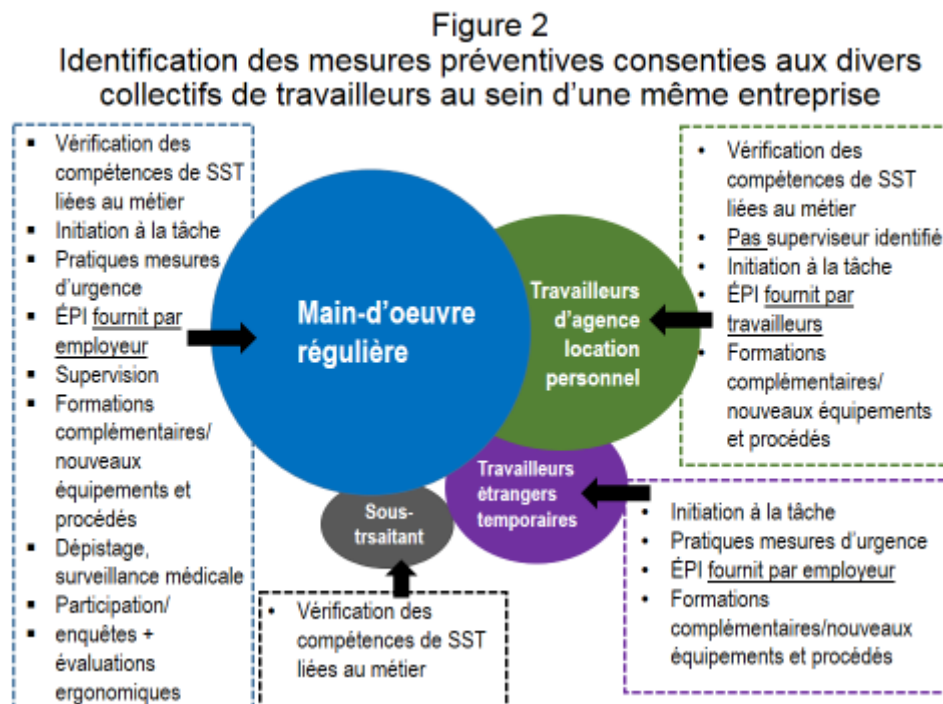 Figure 2
Identification des mesures préventives consenties aux divers
collectifs de travailleurs au sein d'une même entreprise
▪ Vérification des
compétences de SST
liées au métier
▪ Initiation à la tâche
▪ Pratiques mesures
d'urgence
▪ ÉPI fournit par
employeur
▪ Supervision
▪ Formations
complémentaires/
nouveaux
équipements et
procédés
▪ Dépistage,
surveillance médicale
▪ Participation/
▪ enquêtes +
évaluations
ergonomiques
Main-d'oeuvre
régulière
Travailleurs
d'agence
location
personnel
• Vérification des
compétences de SST
liées au métier
• Pas superviseur identifié
• Initiation à la tâche
• ÉPI fournit par
travailleurs
• Formations
complémentaires/
nouveaux équipements
et procédés
Travailleurs
étrangers
temporaires
• Initiation à la tâche
• Pratiques mesures d'urgence
• ÉPI fournit par employeur
• Formations
complémentaires/nouveaux
équipements et procédés
Sous-
trsaitant
• Vérification des
compétences de SST
liées au métier